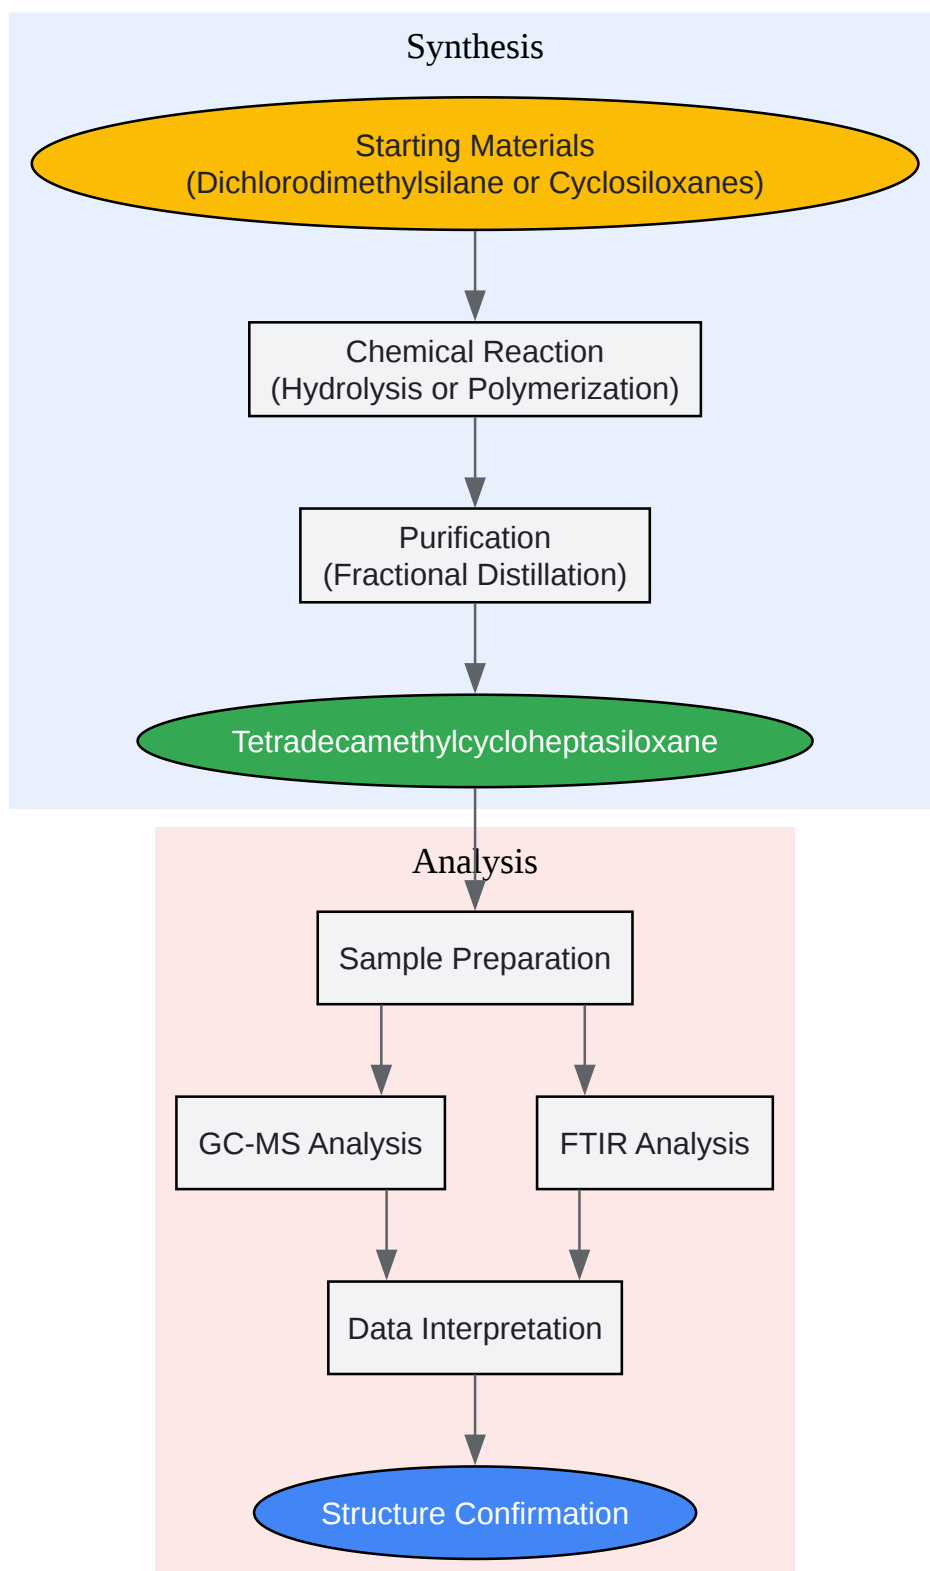 Synthesis
Starting Materials
(Dichlorodimethylsilane or Cyclosiloxanes)
Chemical Reaction
(Hydrolysis or Polymerization)
Purification
(Fractional Distillation)
Tetradecamethylcycloheptasiloxane
Analysis
Sample Preparation
GC-MS Analysis
FTIR Analysis
Data Interpretation
Structure Confirmation